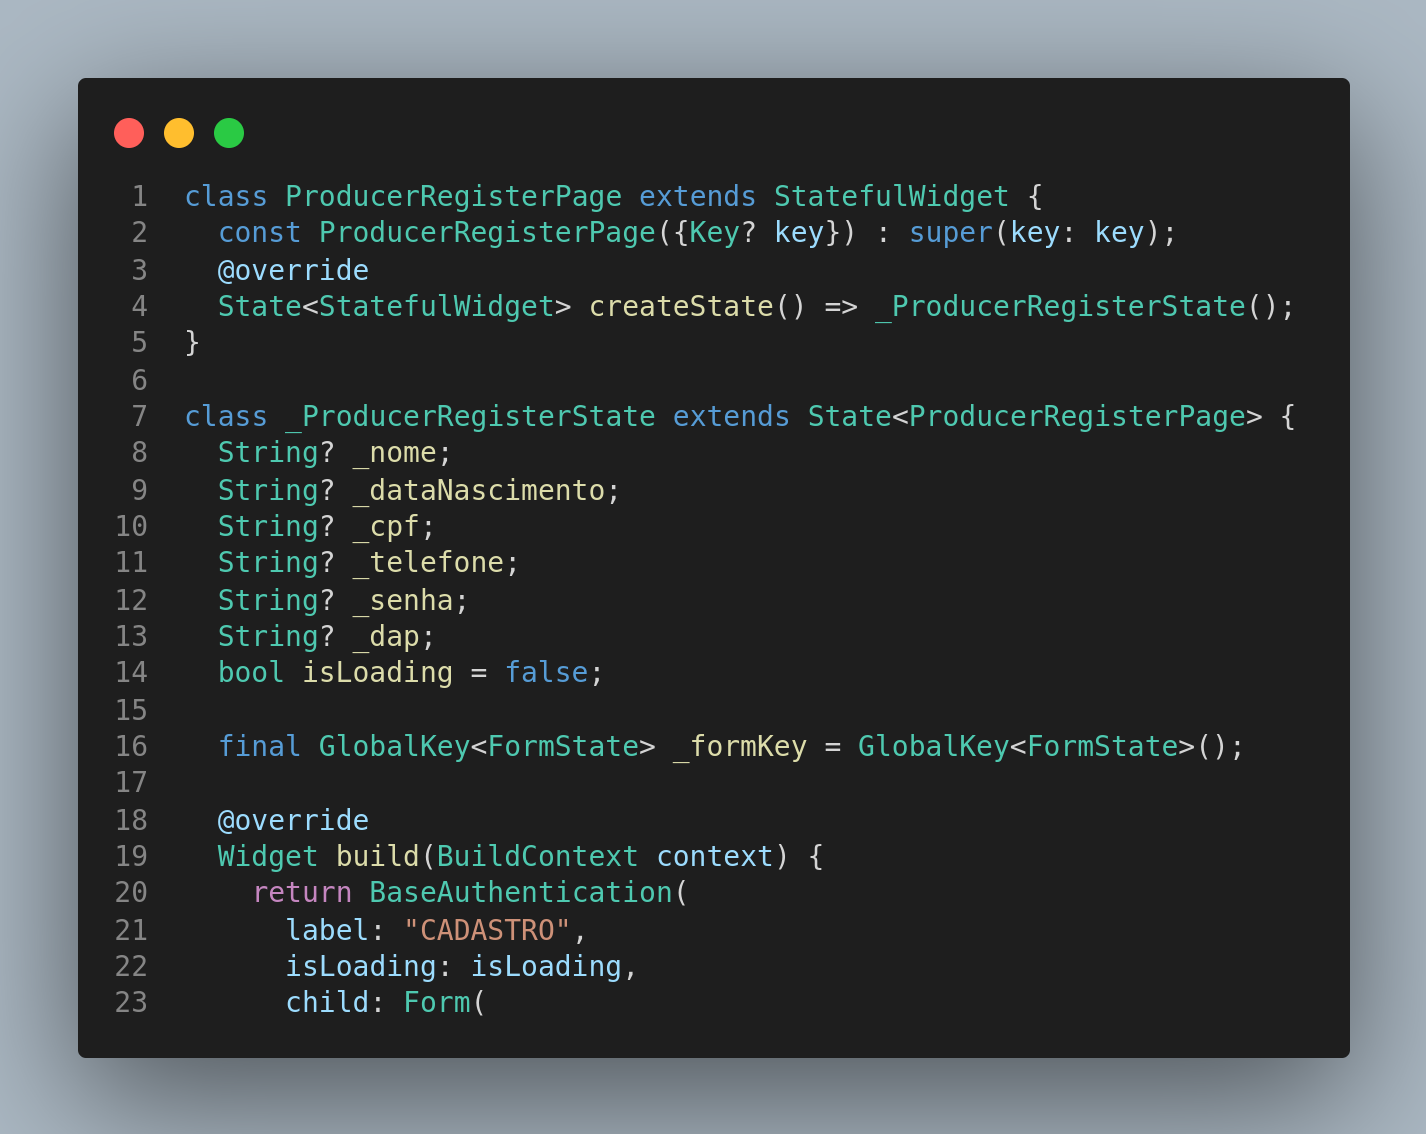 1 class ProducerRegisterPage extends StatefulWidget {
2   const ProducerRegisterPage({Key? key}) : super(key: key);
3   @override
4   State<StatefulWidget> createState() => _ProducerRegisterState();
5 }
6
7 class _ProducerRegisterState extends State<ProducerRegisterPage> {
8   String? _nome;
9   String? _dataNascimento;
10   String? _cpf;
11   String? _telefone;
12   String? _senha;
13   String? _dap;
14   bool isLoading = false;
15
16   final GlobalKey<FormState> _formKey = GlobalKey<FormState>();
17
18   @override
19   Widget build(BuildContext context) {
20     return BaseAuthentication(
21       label: "CADASTRO",
22       isLoading: isLoading,
23       child: Form(